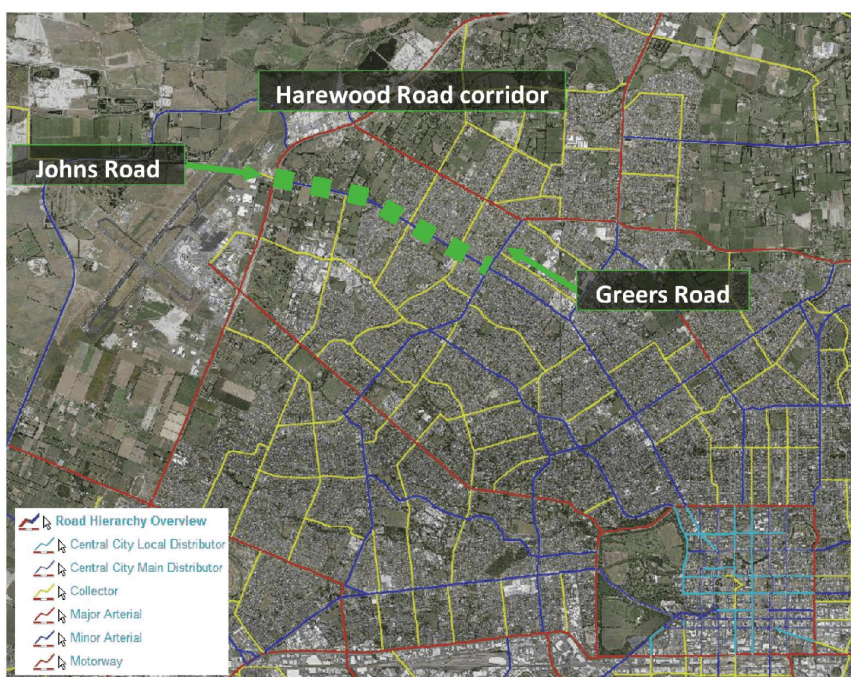 Harewood Road corridor
Johns Road
Greers Road
Road Hierarchy Overview
Central City Local Distributor
Central City Main Distributor
Collector
Major Arterial
Minor Arterial
Motorway